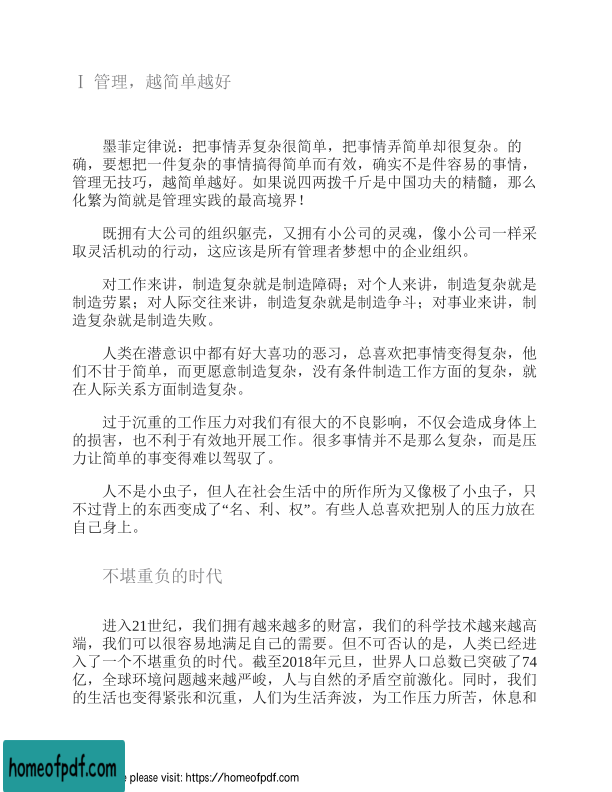 Ⅰ 管理，越简单越好
墨菲定律说：把事情弄复杂很简单，把事情弄简单却很复杂。的
确，要想把一件复杂的事情搞得简单而有效，确实不是件容易的事情，
管理无技巧，越简单越好。如果说四两拨千斤是中国功夫的精髓，那么
化繁为简就是管理实践的最高境界！
既拥有大公司的组织躯壳，又拥有小公司的灵魂，像小公司一样采
取灵活机动的行动，这应该是所有管理者梦想中的企业组织。
对工作来讲，制造复杂就是制造障碍；对个人来讲，制造复杂就是
制造劳累；对人际交往来讲，制造复杂就是制造争斗；对事业来讲，制
造复杂就是制造失败。
人类在潜意识中都有好大喜功的恶习，总喜欢把事情变得复杂，他
们不甘于简单，而更愿意制造复杂，没有条件制造工作方面的复杂，就
在人际关系方面制造复杂。
过于沉重的工作压力对我们有很大的不良影响，不仅会造成身体上
的损害，也不利于有效地开展工作。很多事情并不是那么复杂，而是压
力让简单的事变得难以驾驭了。
人不是小虫子，但人在社会生活中的所作所为又像极了小虫子，只
不过背上的东西变成了“名、利、权”。有些人总喜欢把别人的压力放在
自己身上。
不堪重负的时代
进入21世纪，我们拥有越来越多的财富，我们的科学技术越来越高
端，我们可以很容易地满足自己的需要。但不可否认的是，人类已经进
入了一个不堪重负的时代。截至2018年元旦，世界人口总数已突破了74
亿，全球环境问题越来越严峻，人与自然的矛盾空前激化。同时，我们
的生活也变得紧张和沉重，人们为生活奔波，为工作压力所苦，休息和
homeofpdf.com
please visit: https://homeofpdf.com